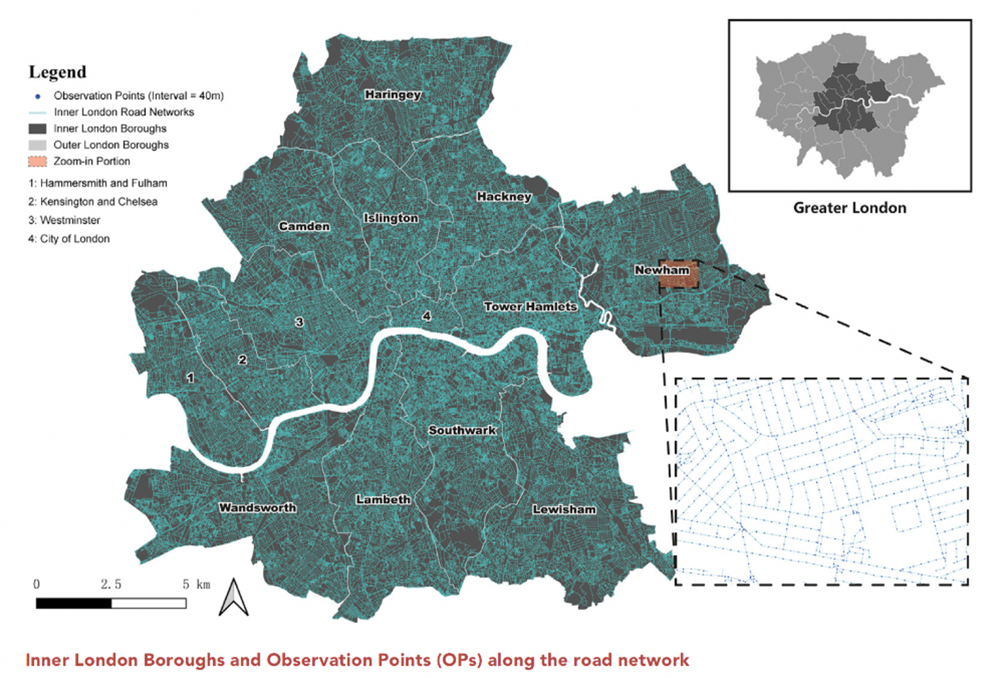 Legend
Observation Points (Interval = 40m)
Inner London Road Networks
Inner London Boroughs
Outer London Boroughs
Zoom-in Portion
1: Hammersmith and Fulham
2: Kensington and Chelsea
3: Westminster
4: City of London
Haringey
Hackney
Islington
Camden
Newham
Tower Hamlets
4
3
2
1
Southwark
Lambeth
Wandsworth
Lewisham
Greater London
0 2.5 5 km
Inner London Boroughs and Observation Points (OPs) along the road network